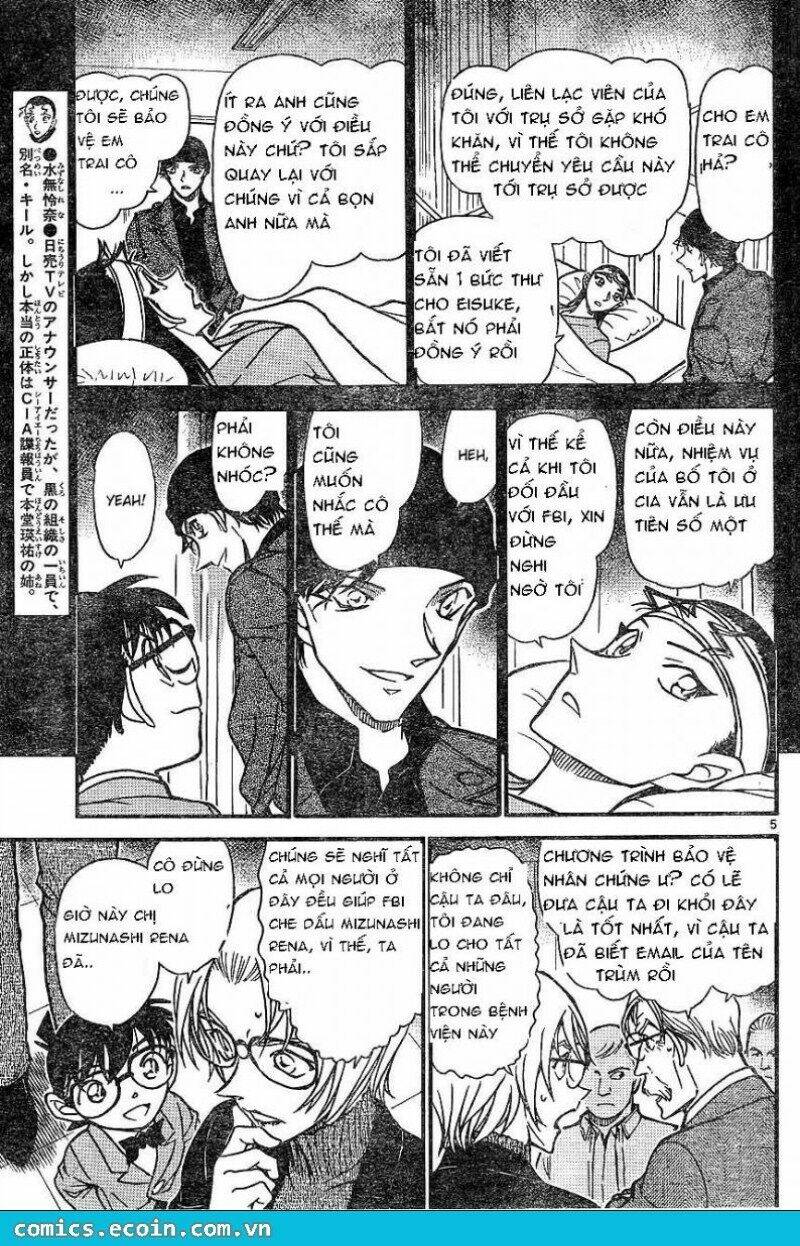 CHO EM
TRAI CÔ
HẢ?
ĐÚNG, LIÊN LẠC VIÊN CỦA
TÔI VỚI TRỤ SỞ GẶP KHÓ
KHĂN, VÌ THẾ TÔI KHÔNG
THỂ CHUYỂN YÊU CẦU NÀY
TỚI TRỤ SỞ ĐƯỢC
TÔI ĐÃ VIẾT
SẴN 1 BỨC THƯ
CHO EISUKE,
BẮT NÓ PHẢI
ĐỒNG Ý RỒI
ÍT RA ANH CŨNG
ĐỒNG Ý VỚI ĐIỀU
NÀY CHỨ? TÔI SẮP
QUAY LẠI VỚI
CHÚNG VÌ CẢ BỌN
ANH NỮA MÀ
ĐƯỢC, CHÚNG
TÔI SẼ BẢO
VỆ EM
TRAI CÔ
...
●水無怜奈●日売TVのアナウンサーだったが、黒の組織の一員で、
別名・キール。しかし本当の正体はCIA諜報員で本堂瑛祐の姉。
CÒN ĐIỀU NÀY
NỮA, NHIỆM VỤ
CỦA BỐ TÔI Ở
CIA VẪN LÀ ƯU
TIÊN SỐ MỘT
VÌ THẾ KỂ
CẢ KHI TÔI
ĐỐI ĐẦU
VỚI FBI, XIN
ĐỪNG
NGHI
NGỜ TÔI
HEH,
TÔI
CŨNG
MUỐN
NHẮC CÔ
THẾ MÀ
PHẢI
KHÔNG
NHÓC?
YEAH!
5
CHƯƠNG TRÌNH BẢO VỆ
NHÂN CHỨNG Ư? CÓ LẼ
ĐƯA CẬU TA ĐI KHỎI ĐÂY
LÀ TỐT NHẤT, VÌ CẬU TA
ĐÃ BIẾT EMAIL CỦA TÊN
TRÙM RỒI
KHÔNG CHỈ
CẬU TA ĐÂU,
TÔI ĐANG
LO CHO TẤT
CẢ NHỮNG
NGƯỜI
TRONG BỆNH
VIỆN NÀY
CHÚNG SẼ NGHĨ TẤT
CẢ MỌI NGƯỜI Ở
ĐÂY ĐỀU GIÚP FBI
CHE DẤU MIZUNASHI
RENA, VÌ THẾ, TA
PHẢI..
CÔ ĐỪNG
LO
GIỜ NÀY CHỊ
MIZUNASHI RENA
ĐÃ..
comics.ecoin.com.vn